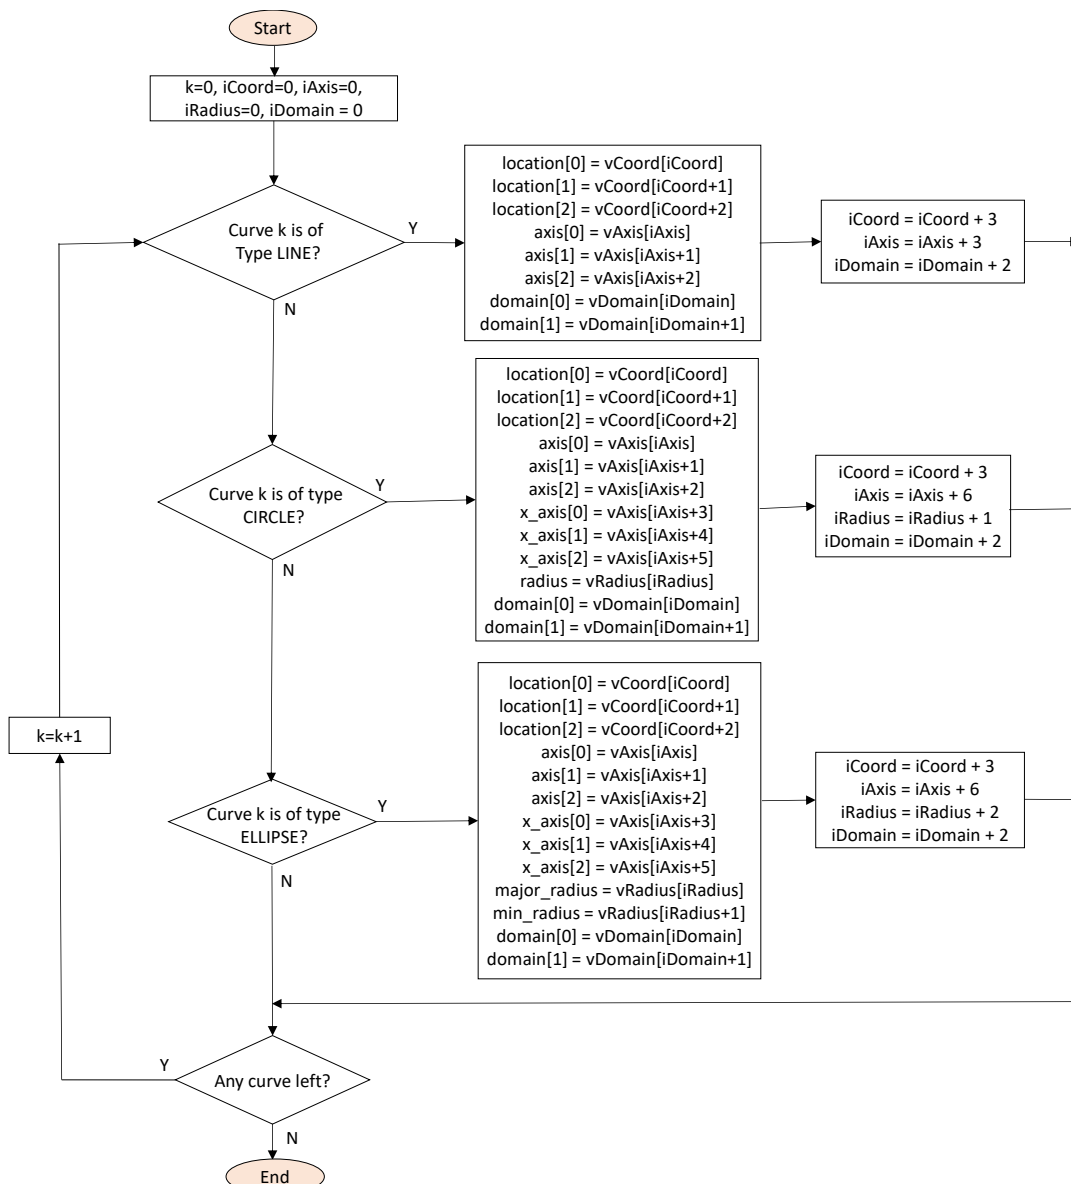 Start
k=0, iCoord=0, iAxis=0,
iRadius=0, iDomain = 0
Curve k is of
Type LINE?
Y
N
location[0] = vCoord[iCoord]
location[1] = vCoord[iCoord+1]
location[2] = vCoord[iCoord+2]
axis[0] = vAxis[iAxis]
axis[1] = vAxis[iAxis+1]
axis[2] = vAxis[iAxis+2]
domain[0] = vDomain[iDomain]
domain[1] = vDomain[iDomain+1]
iCoord = iCoord + 3
iAxis = iAxis + 3
iDomain = iDomain + 2
Curve k is of type
CIRCLE?
Y
N
location[0] = vCoord[iCoord]
location[1] = vCoord[iCoord+1]
location[2] = vCoord[iCoord+2]
axis[0] = vAxis[iAxis]
axis[1] = vAxis[iAxis+1]
axis[2] = vAxis[iAxis+2]
x_axis[0] = vAxis[iAxis+3]
x_axis[1] = vAxis[iAxis+4]
x_axis[2] = vAxis[iAxis+5]
radius = vRadius[iRadius]
domain[0] = vDomain[iDomain]
domain[1] = vDomain[iDomain+1]
iCoord = iCoord + 3
iAxis = iAxis + 6
iRadius = iRadius + 1
iDomain = iDomain + 2
k=k+1
Curve k is of type
ELLIPSE?
Y
N
location[0] = vCoord[iCoord]
location[1] = vCoord[iCoord+1]
location[2] = vCoord[iCoord+2]
axis[0] = vAxis[iAxis]
axis[1] = vAxis[iAxis+1]
axis[2] = vAxis[iAxis+2]
x_axis[0] = vAxis[iAxis+3]
x_axis[1] = vAxis[iAxis+4]
x_axis[2] = vAxis[iAxis+5]
major_radius = vRadius[iRadius]
min_radius = vRadius[iRadius+1]
domain[0] = vDomain[iDomain]
domain[1] = vDomain[iDomain+1]
iCoord = iCoord + 3
iAxis = iAxis + 6
iRadius = iRadius + 2
iDomain = iDomain + 2
Y
Any curve left?
N
End